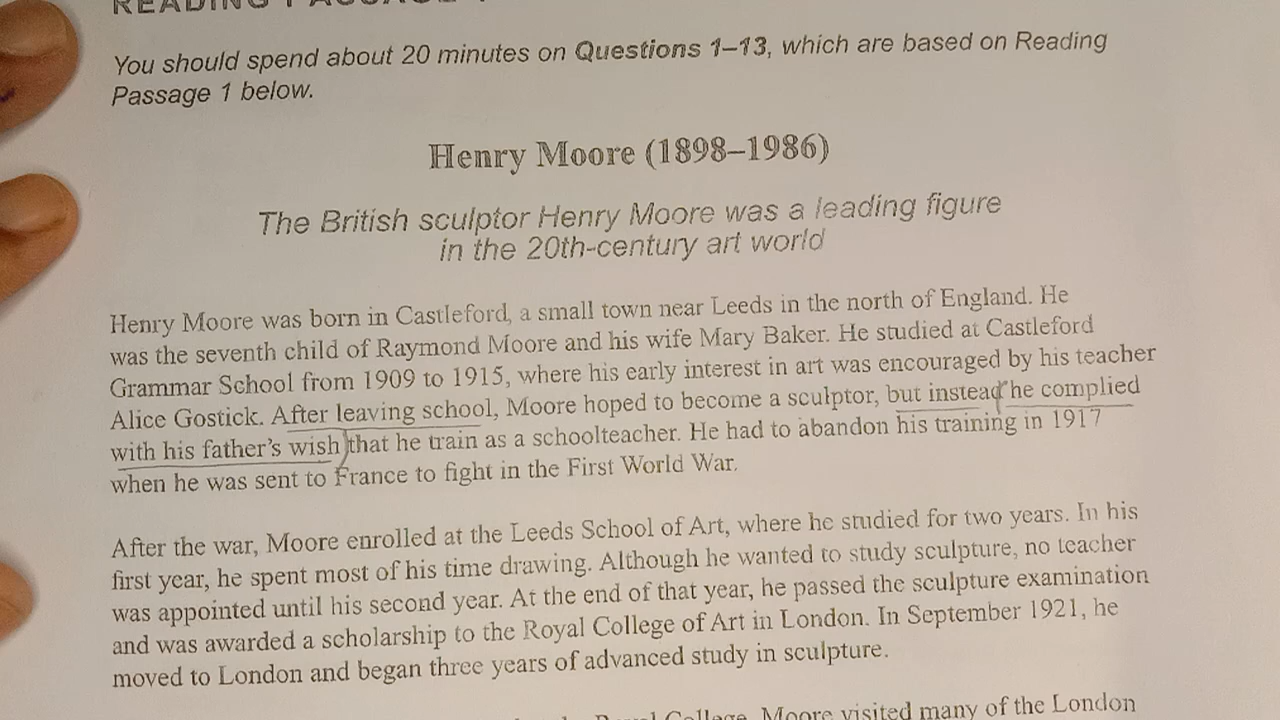 READING PASSAGE 1
You should spend about 20 minutes on Questions 1–13, which are based on Reading
Passage 1 below.
Henry Moore (1898–1986)
The British sculptor Henry Moore was a leading figure
in the 20th-century art world
Henry Moore was born in Castleford, a small town near Leeds in the north of England. He
was the seventh child of Raymond Moore and his wife Mary Baker. He studied at Castleford
Grammar School from 1909 to 1915, where his early interest in art was encouraged by his teacher
Alice Gostick. After leaving school, Moore hoped to become a sculptor, but instead he complied
with his father's wish that he train as a schoolteacher. He had to abandon his training in 1917
when he was sent to France to fight in the First World War.
After the war, Moore enrolled at the Leeds School of Art, where he studied for two years. In his
first year, he spent most of his time drawing. Although he wanted to study sculpture, no teacher
was appointed until his second year. At the end of that year, he passed the sculpture examination
and was awarded a scholarship to the Royal College of Art in London. In September 1921, he
moved to London and began three years of advanced study in sculpture.
Royal College, Moore visited many of the London